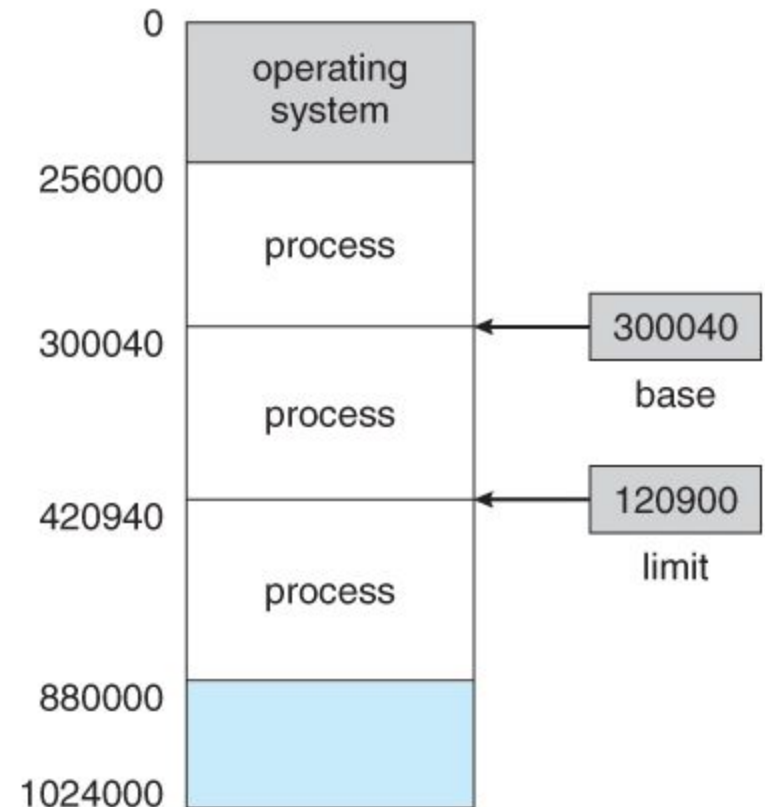 0
operating
system
256000
process
300040
300040
base
process
420940
120900
limit
process
880000
1024000